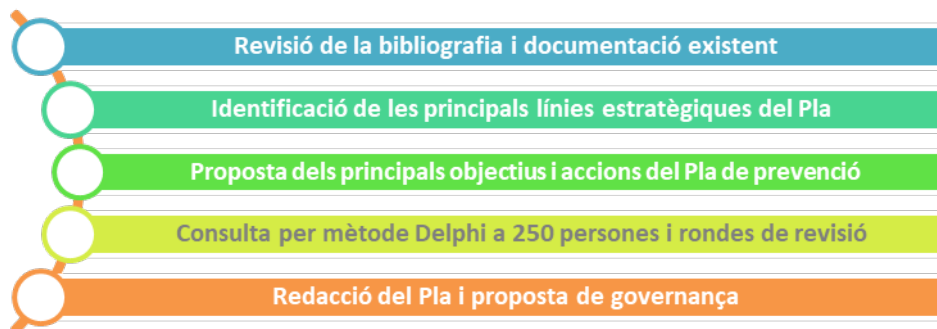 Revisió de la bibliografia i documentació existent
Identificació de les principals línies estratègiques del Pla
Proposta dels principals objectius i accions del Pla de prevenció
Consulta per mètode Delphi a 250 persones i rondes de revisió
Redacció del Pla i proposta de governança